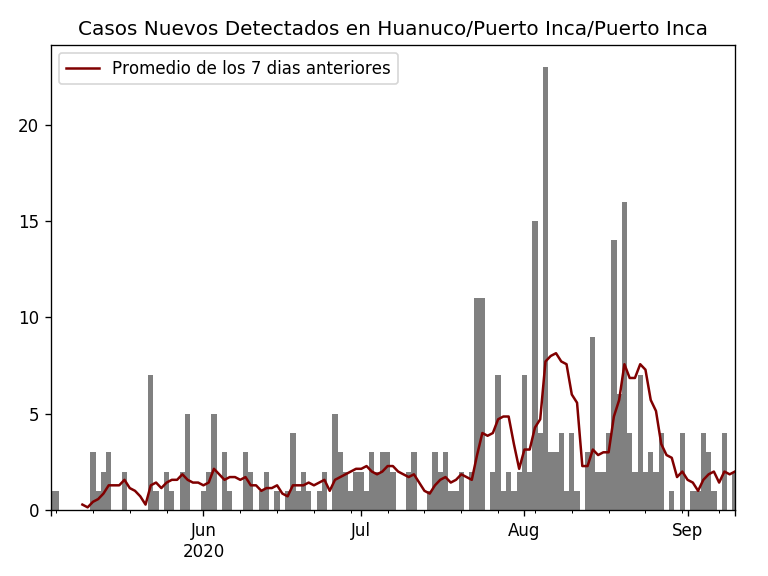 Casos Nuevos Detectados en Huanuco/Puerto Inca/Puerto Inca
Promedio de los 7 dias anteriores
20
15
10
5
0
Jun Jul Aug Sep
2020